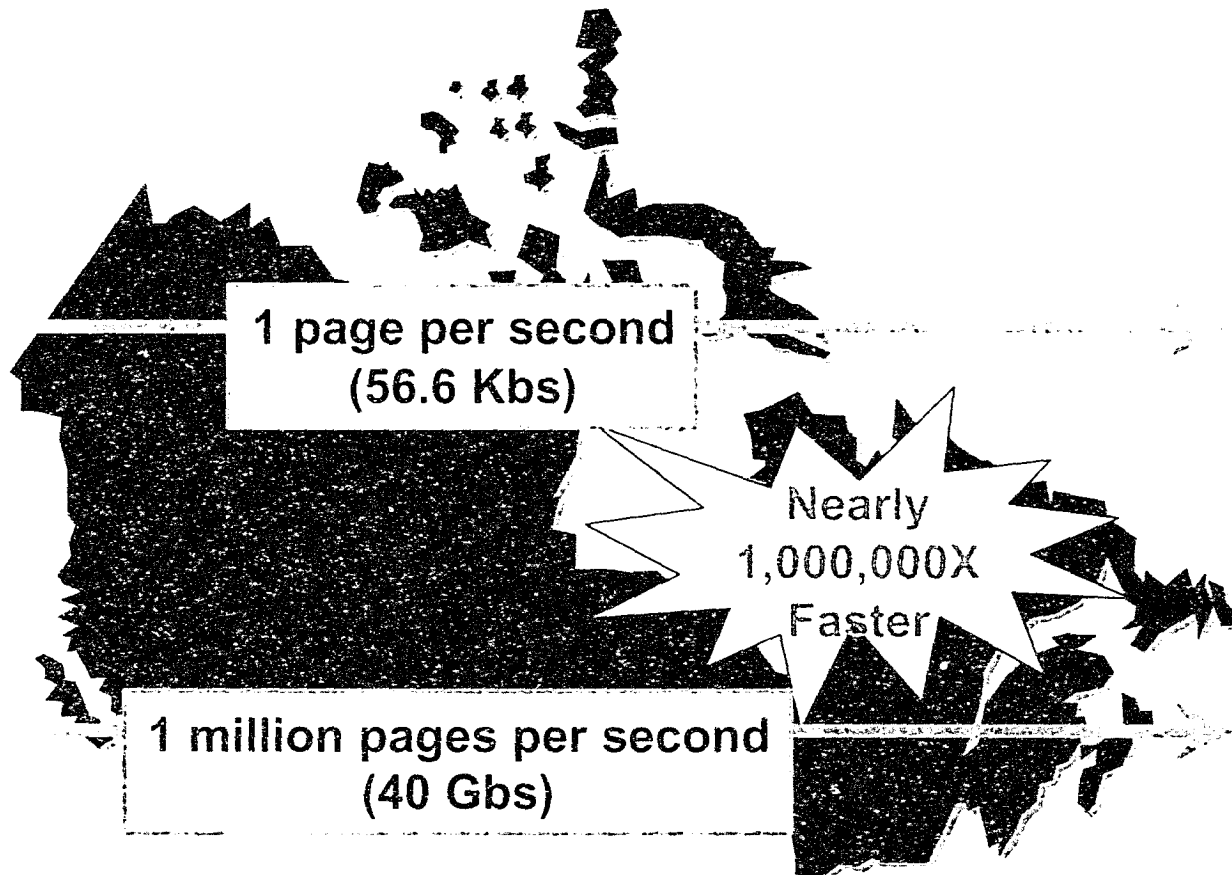 1 page per second
(56.6 Kbs)
Nearly
1,000,000X
Faster
1 million pages per second
(40 Gbs)